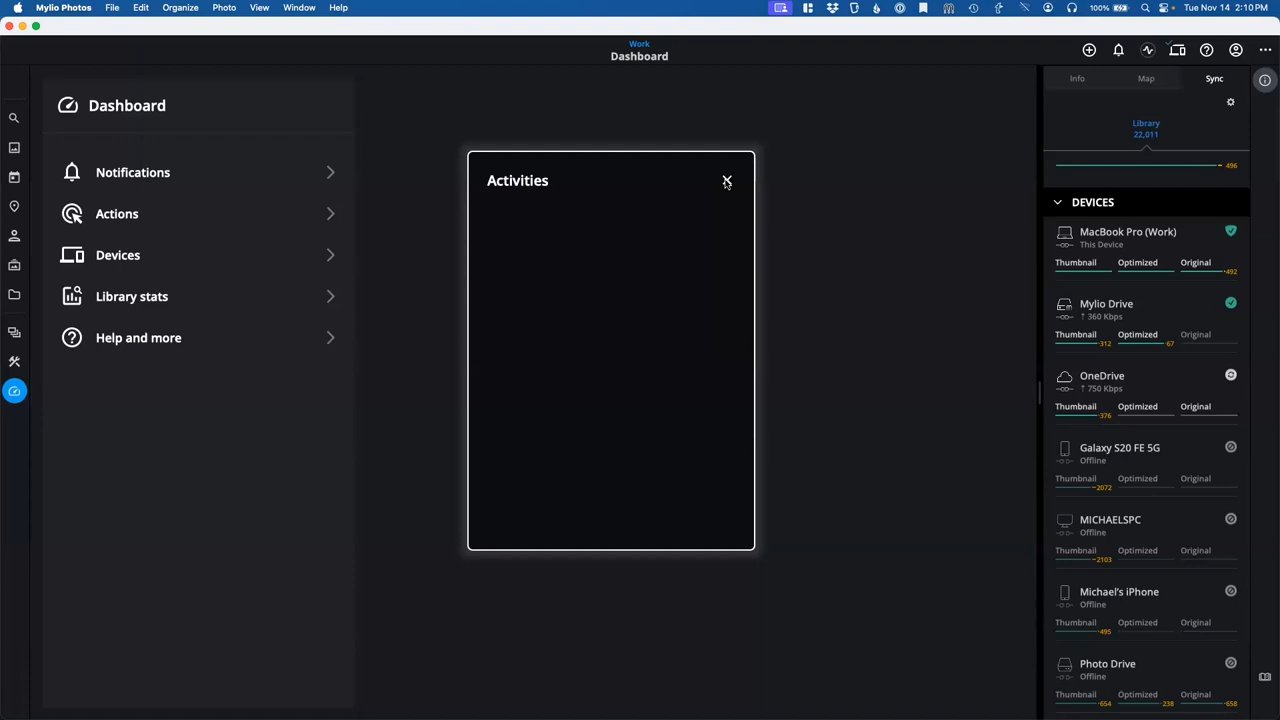 Mylio Photos File Edit Organize Photo View Window Help
100% Tue Nov 14 2:10 PM
Work
Dashboard
Dashboard
Notifications
Actions
Devices
Library stats
Help and more
Activities
Info Map Sync
Library
22,011
496
DEVICES
MacBook Pro (Work)
This Device
Thumbnail Optimized Original
-492
Mylio Drive
↑ 360 Kbps
Thumbnail Optimized Original
-312 67
OneDrive
↑ 750 Kbps
Thumbnail Optimized Original
-376
Galaxy S20 FE 5G
Offline
Thumbnail Optimized Original
-2072
MICHAELSPC
Offline
Thumbnail Optimized Original
-2103
Michael's iPhone
Offline
Thumbnail Optimized Original
-495
Photo Drive
Offline
Thumbnail Optimized Original
-654 238 -658